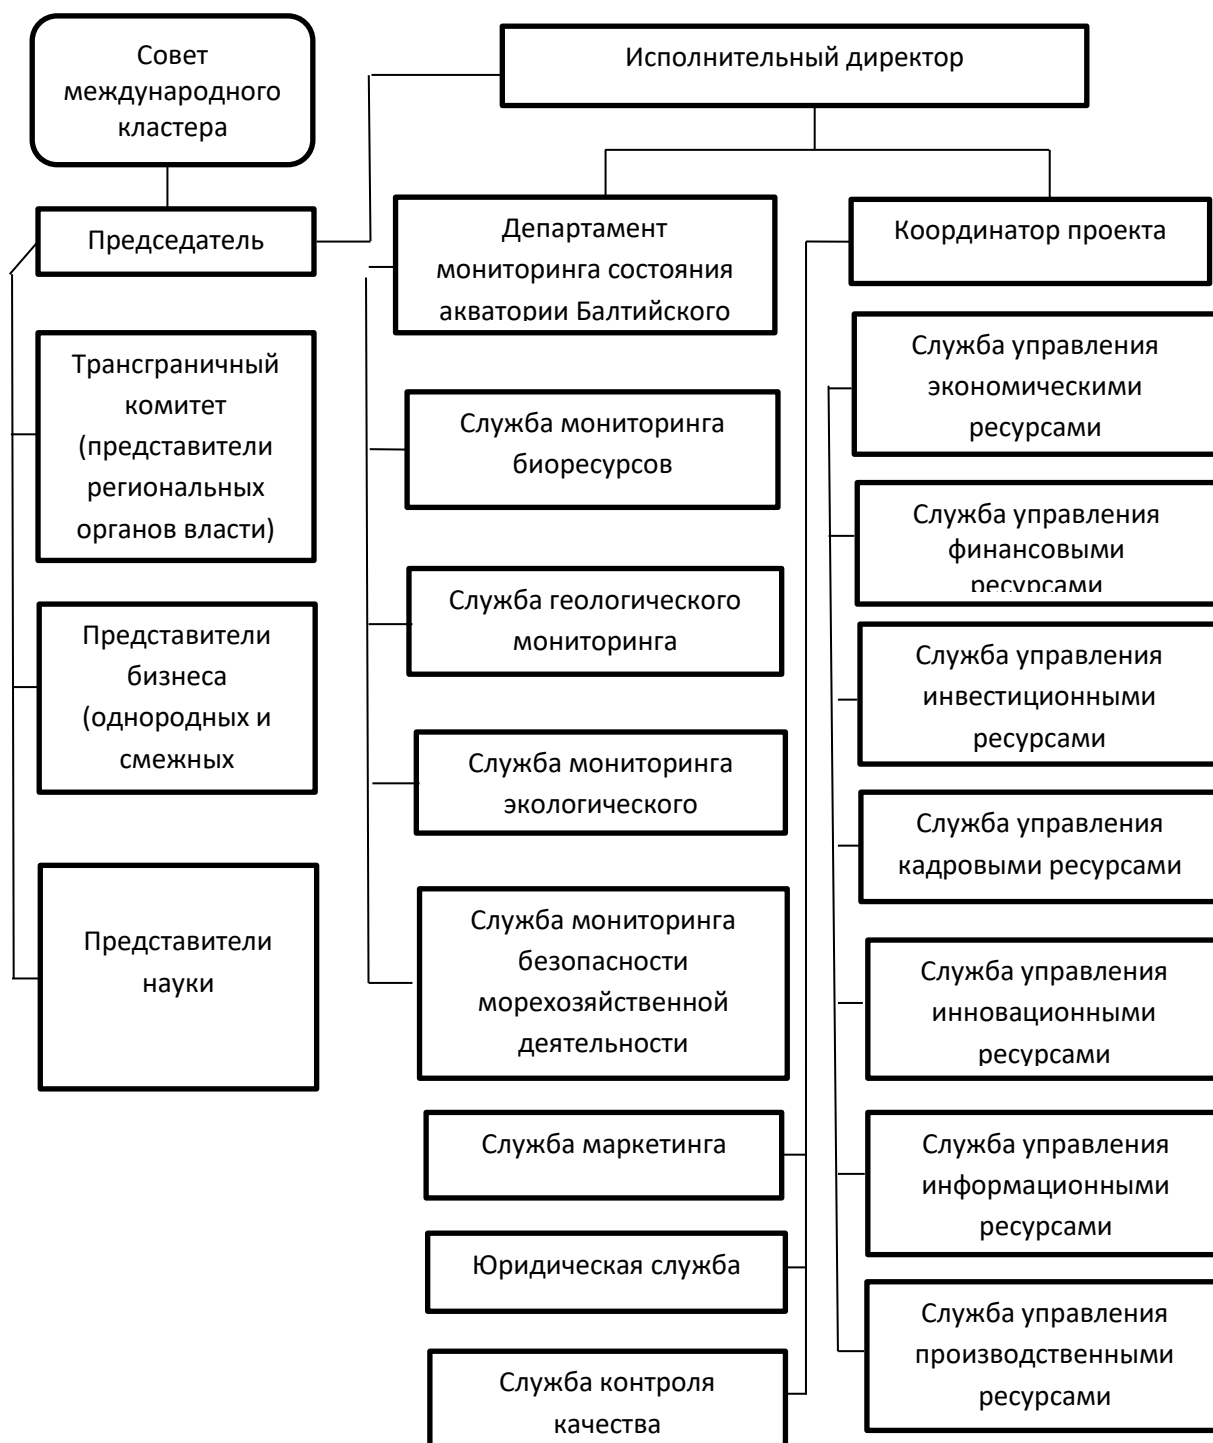 Совет
международного
кластера
Исполнительный директор
Председатель
Департамент
мониторинга состояния
акватории Балтийского
Координатор проекта
Трансграничный
комитет
(представители
региональных
органов власти)
Представители
бизнеса
(однородных и
смежных
Представители
науки
Служба мониторинга
биоресурсов
Служба геологического
мониторинга
Служба мониторинга
экологического
Служба мониторинга
безопасности
морехозяйственной
деятельности
Служба маркетинга
Юридическая служба
Служба контроля
качества
Служба управления
экономическими
ресурсами
Служба управления
финансовыми
ресурсами
Служба управления
инвестиционными
ресурсами
Служба управления
кадровыми ресурсами
Служба управления
инновационными
ресурсами
Служба управления
информационными
ресурсами
Служба управления
производственными
ресурсами